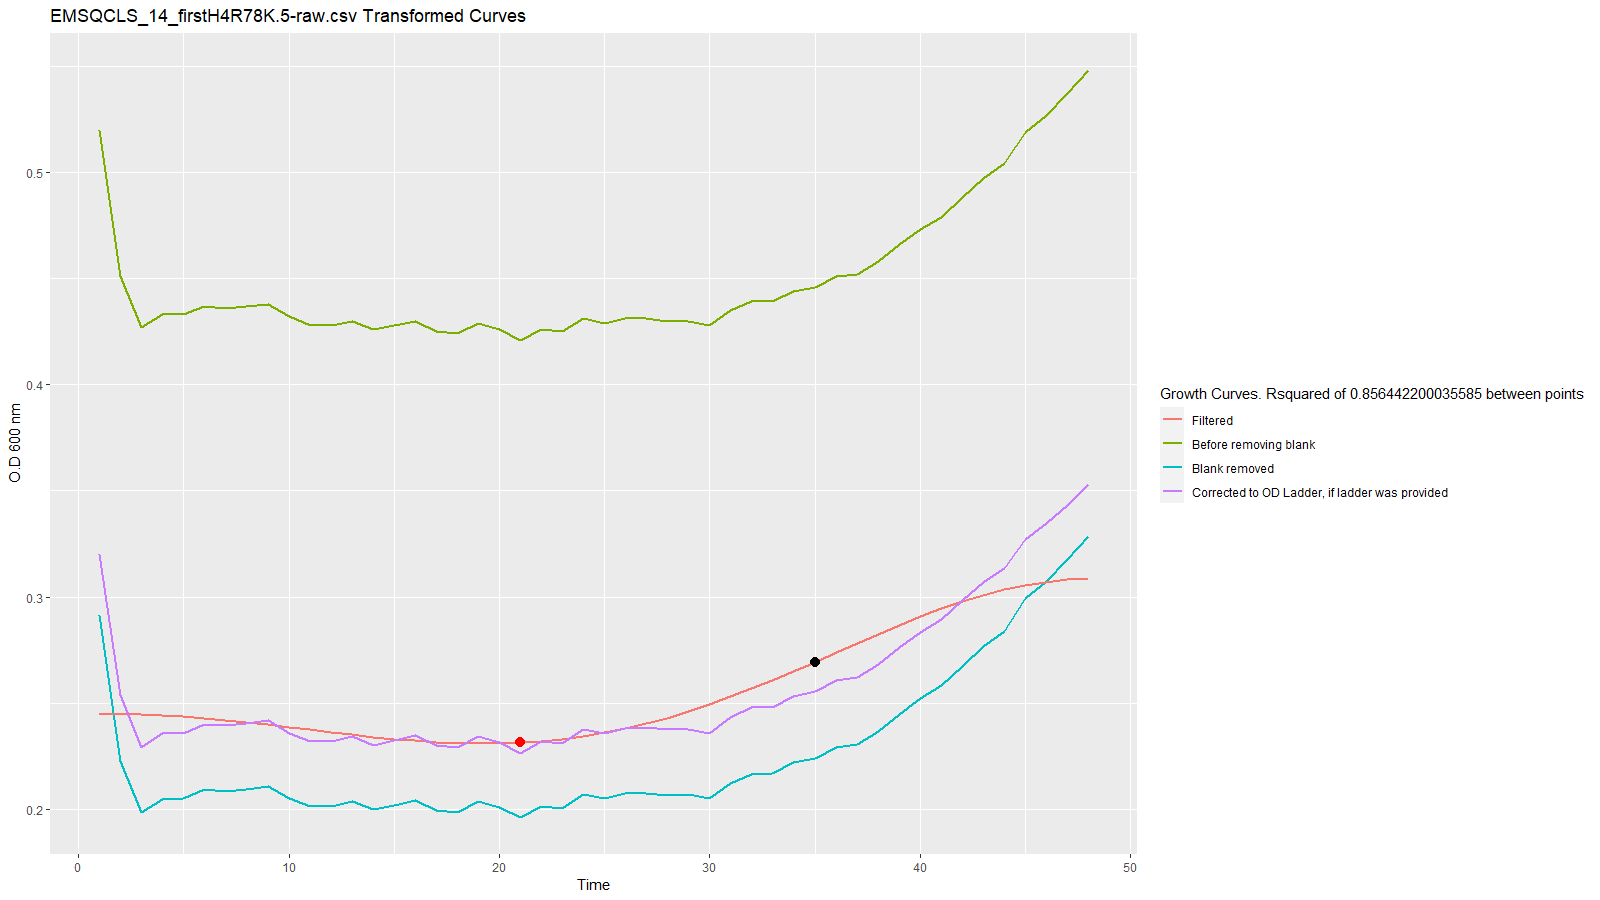 EMSQCLS_14_firstH4R78K.5-raw.csv Transformed Curves
O.D 600 nm
0.5
0.4
0.3
0.2
0 10 20 30 40 50
Time
Growth Curves. Rsquared of 0.856442200035585 between points
Filtered
Before removing blank
Blank removed
Corrected to OD Ladder, if ladder was provided